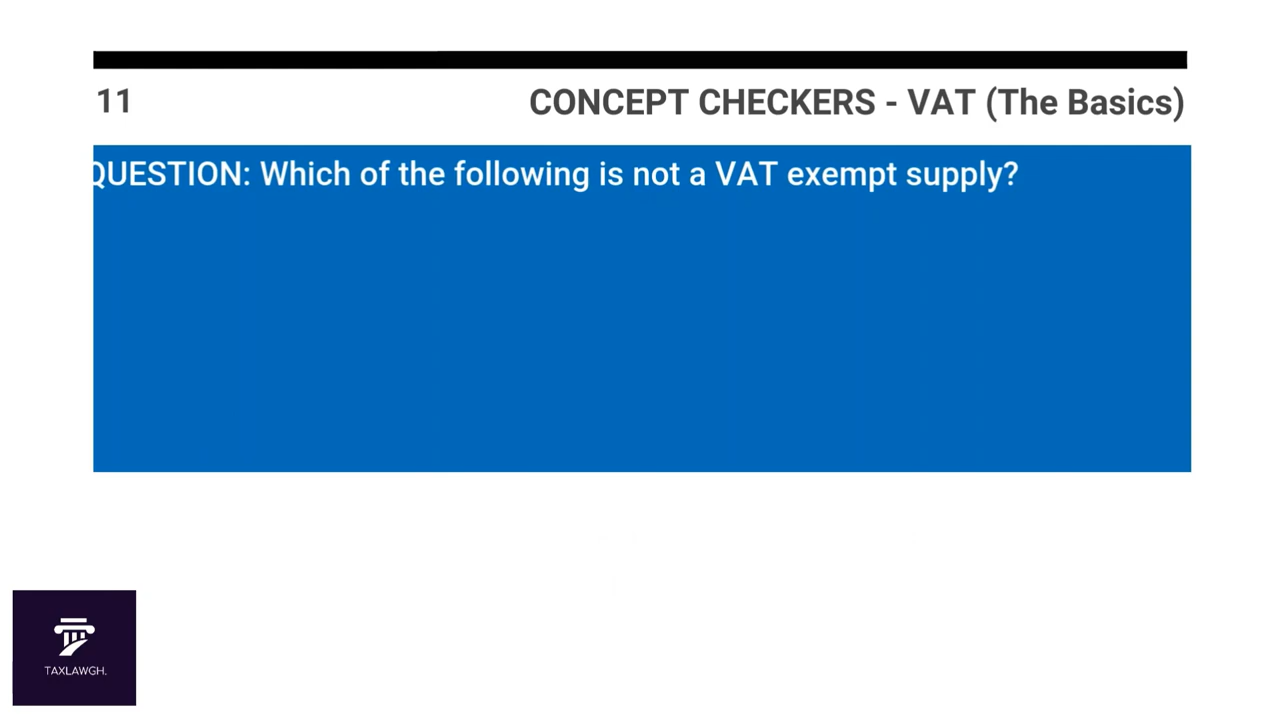 11
CONCEPT CHECKERS - VAT (The Basics)
QUESTION: Which of the following is not a VAT exempt supply?
TAXLAWGH.